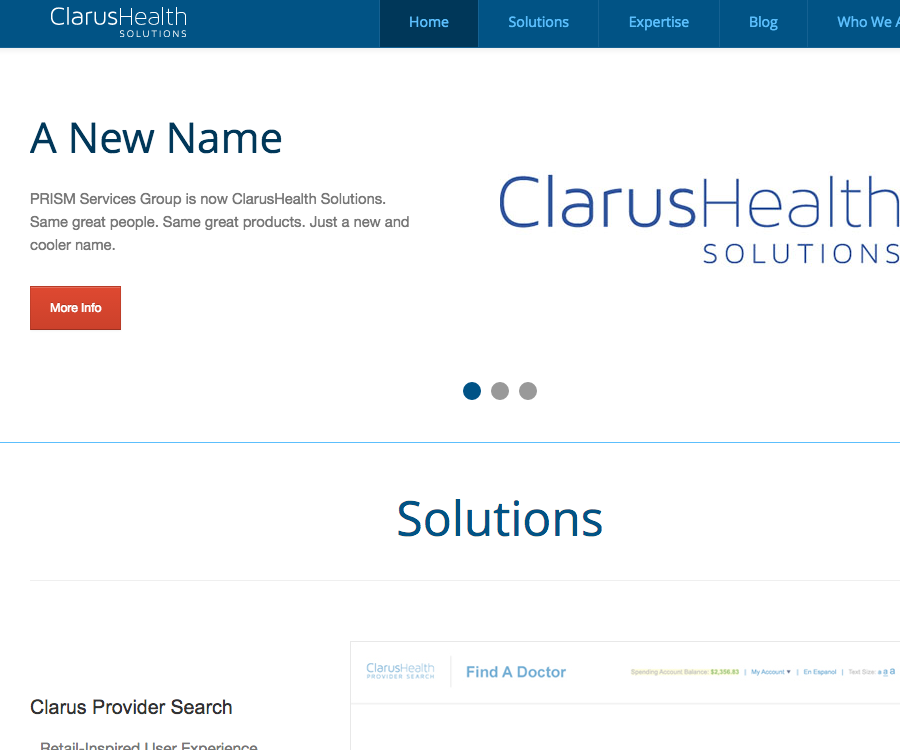 ClarusHealth
SOLUTIONS
Home
Solutions
Expertise
Blog
Who We A
A New Name
PRISM Services Group is now ClarusHealth Solutions.
Same great people. Same great products. Just a new and
cooler name.
More Info
ClarusHealth
SOLUTIONS
Solutions
ClarusHealth
PROVIDER SEARCH
Find A Doctor
Spending Account Balance: $2,356.83 | My Account ▾ | En Espanol | Text Size: a a a
Clarus Provider Search
Retail-Inspired User Experience